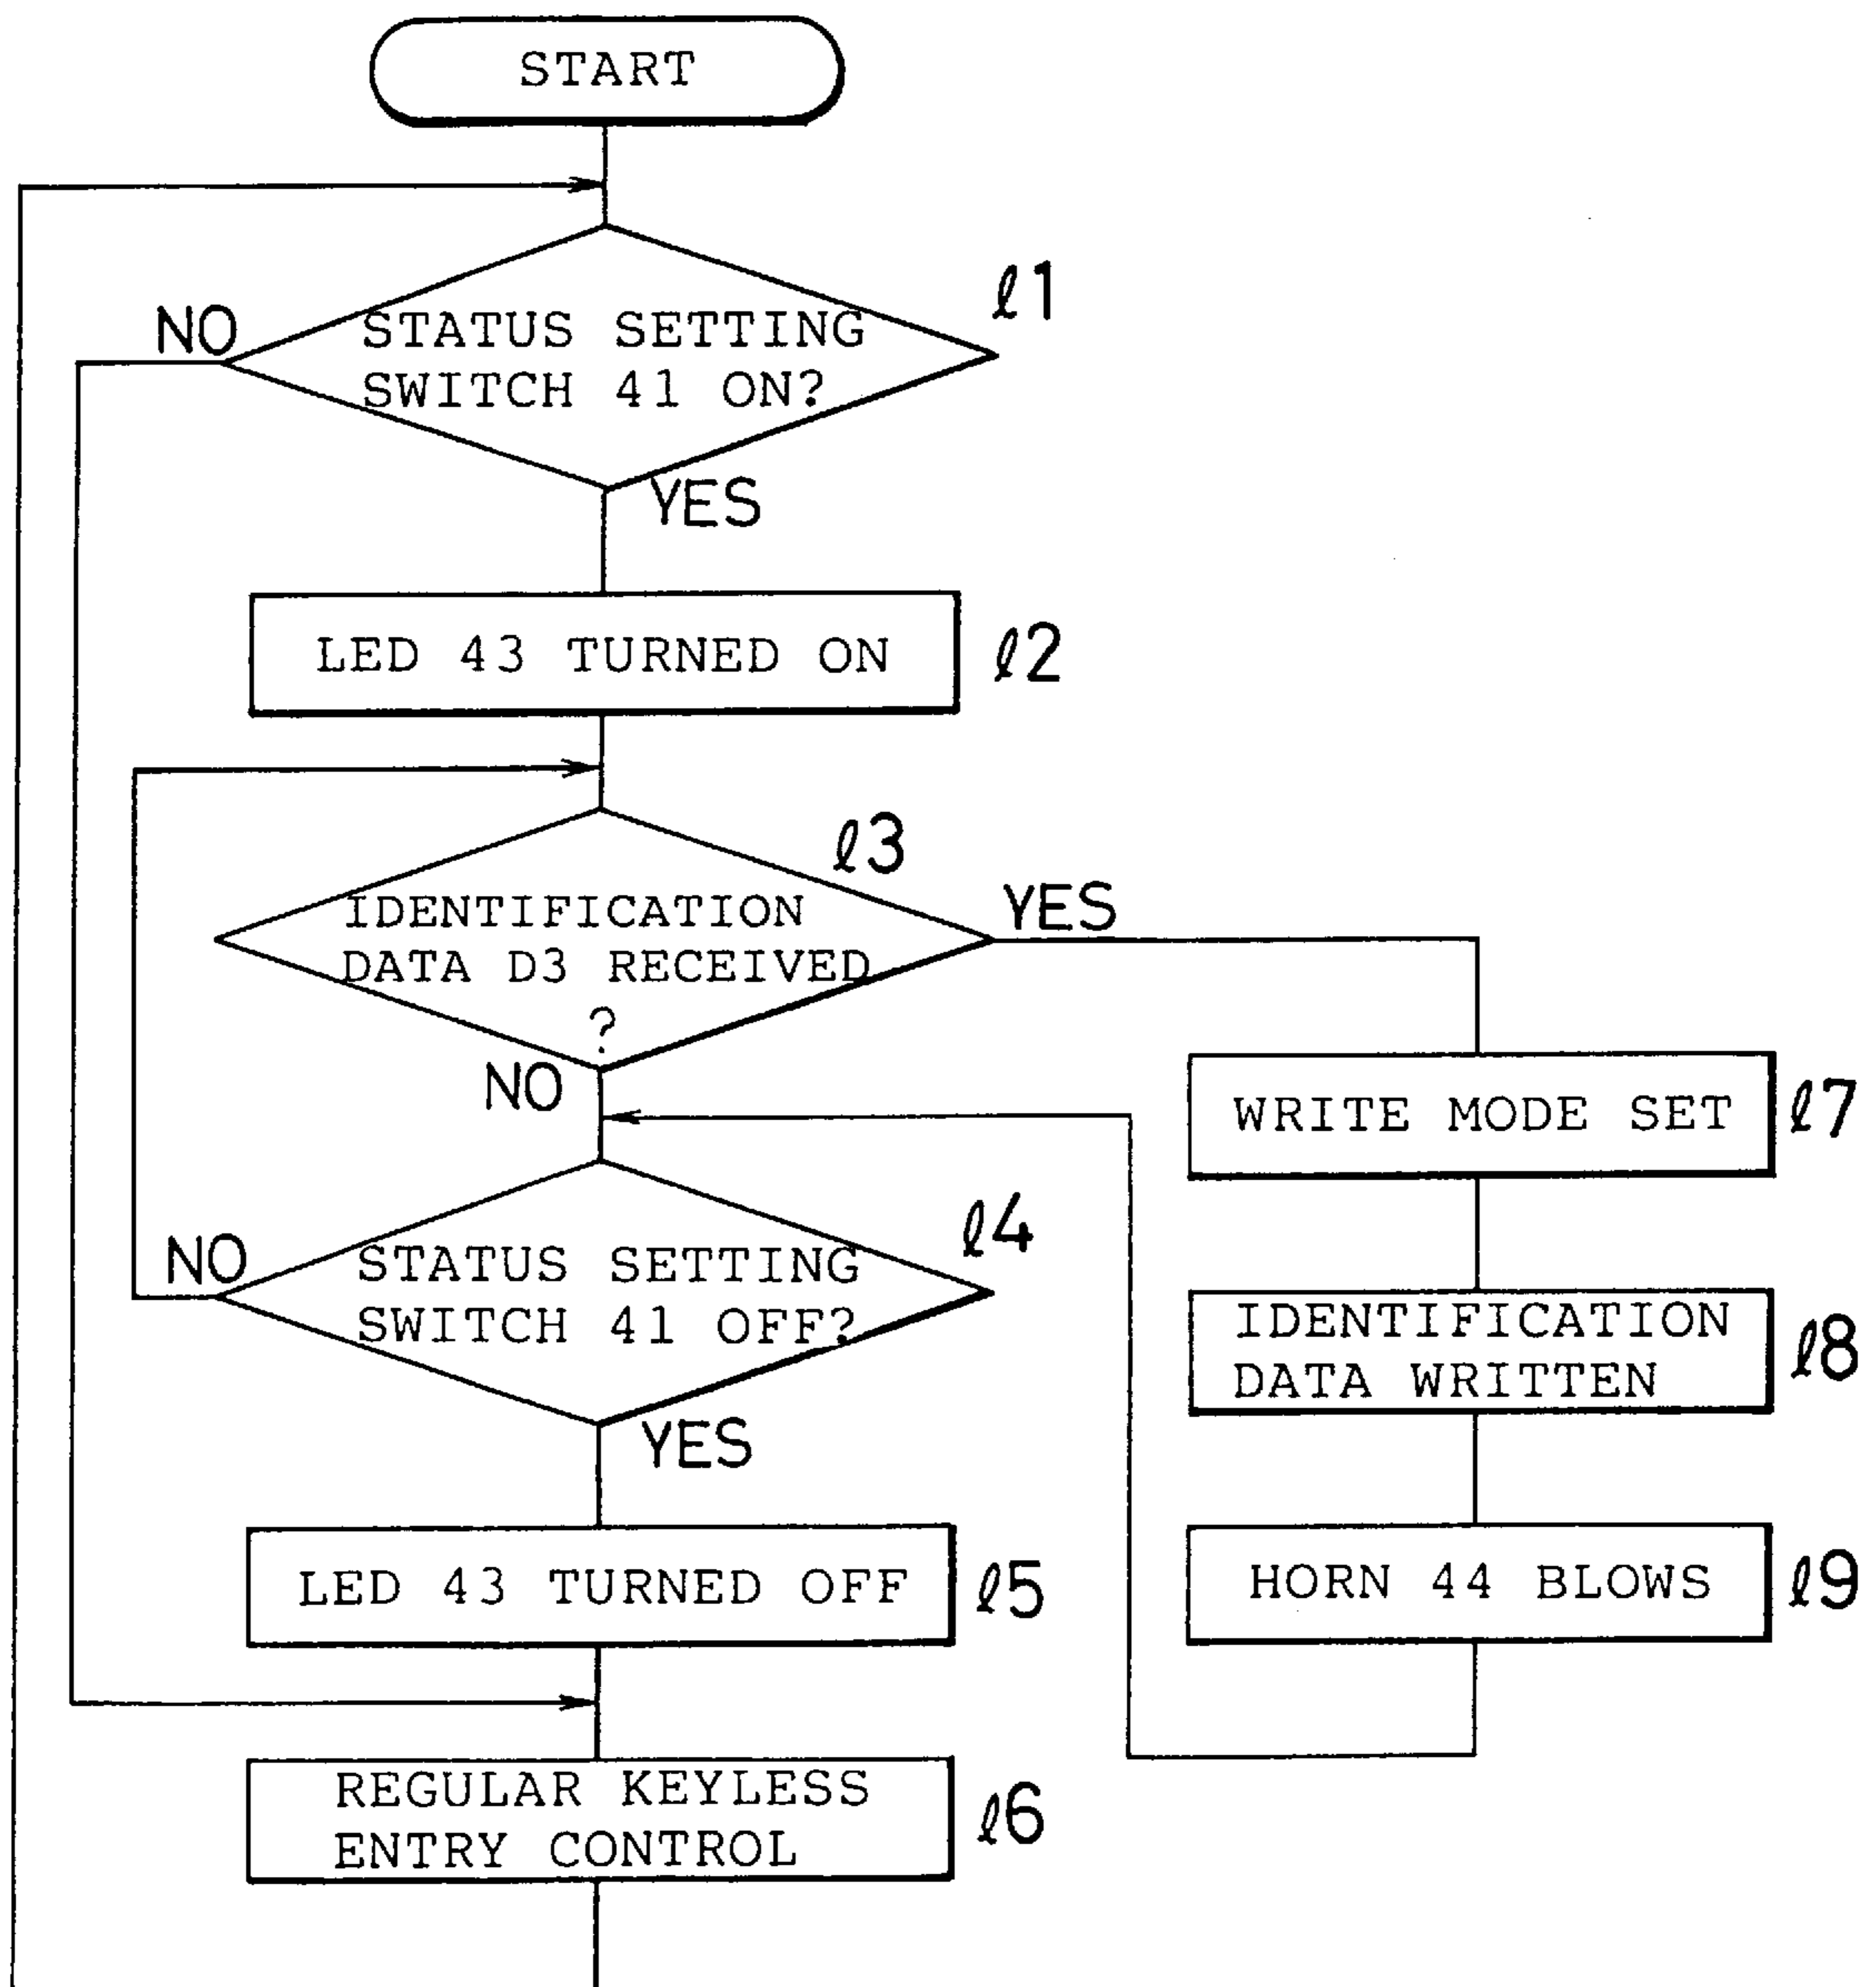 START
STATUS SETTING
SWITCH 41 ON?
ℓ1
NO
YES
LED 43 TURNED ON
ℓ2
IDENTIFICATION
DATA D3 RECEIVED
?
ℓ3
YES
NO
WRITE MODE SET
ℓ7
STATUS SETTING
SWITCH 41 OFF?
ℓ4
NO
YES
IDENTIFICATION
DATA WRITTEN
ℓ8
LED 43 TURNED OFF
ℓ5
HORN 44 BLOWS
ℓ9
REGULAR KEYLESS
ENTRY CONTROL
ℓ6